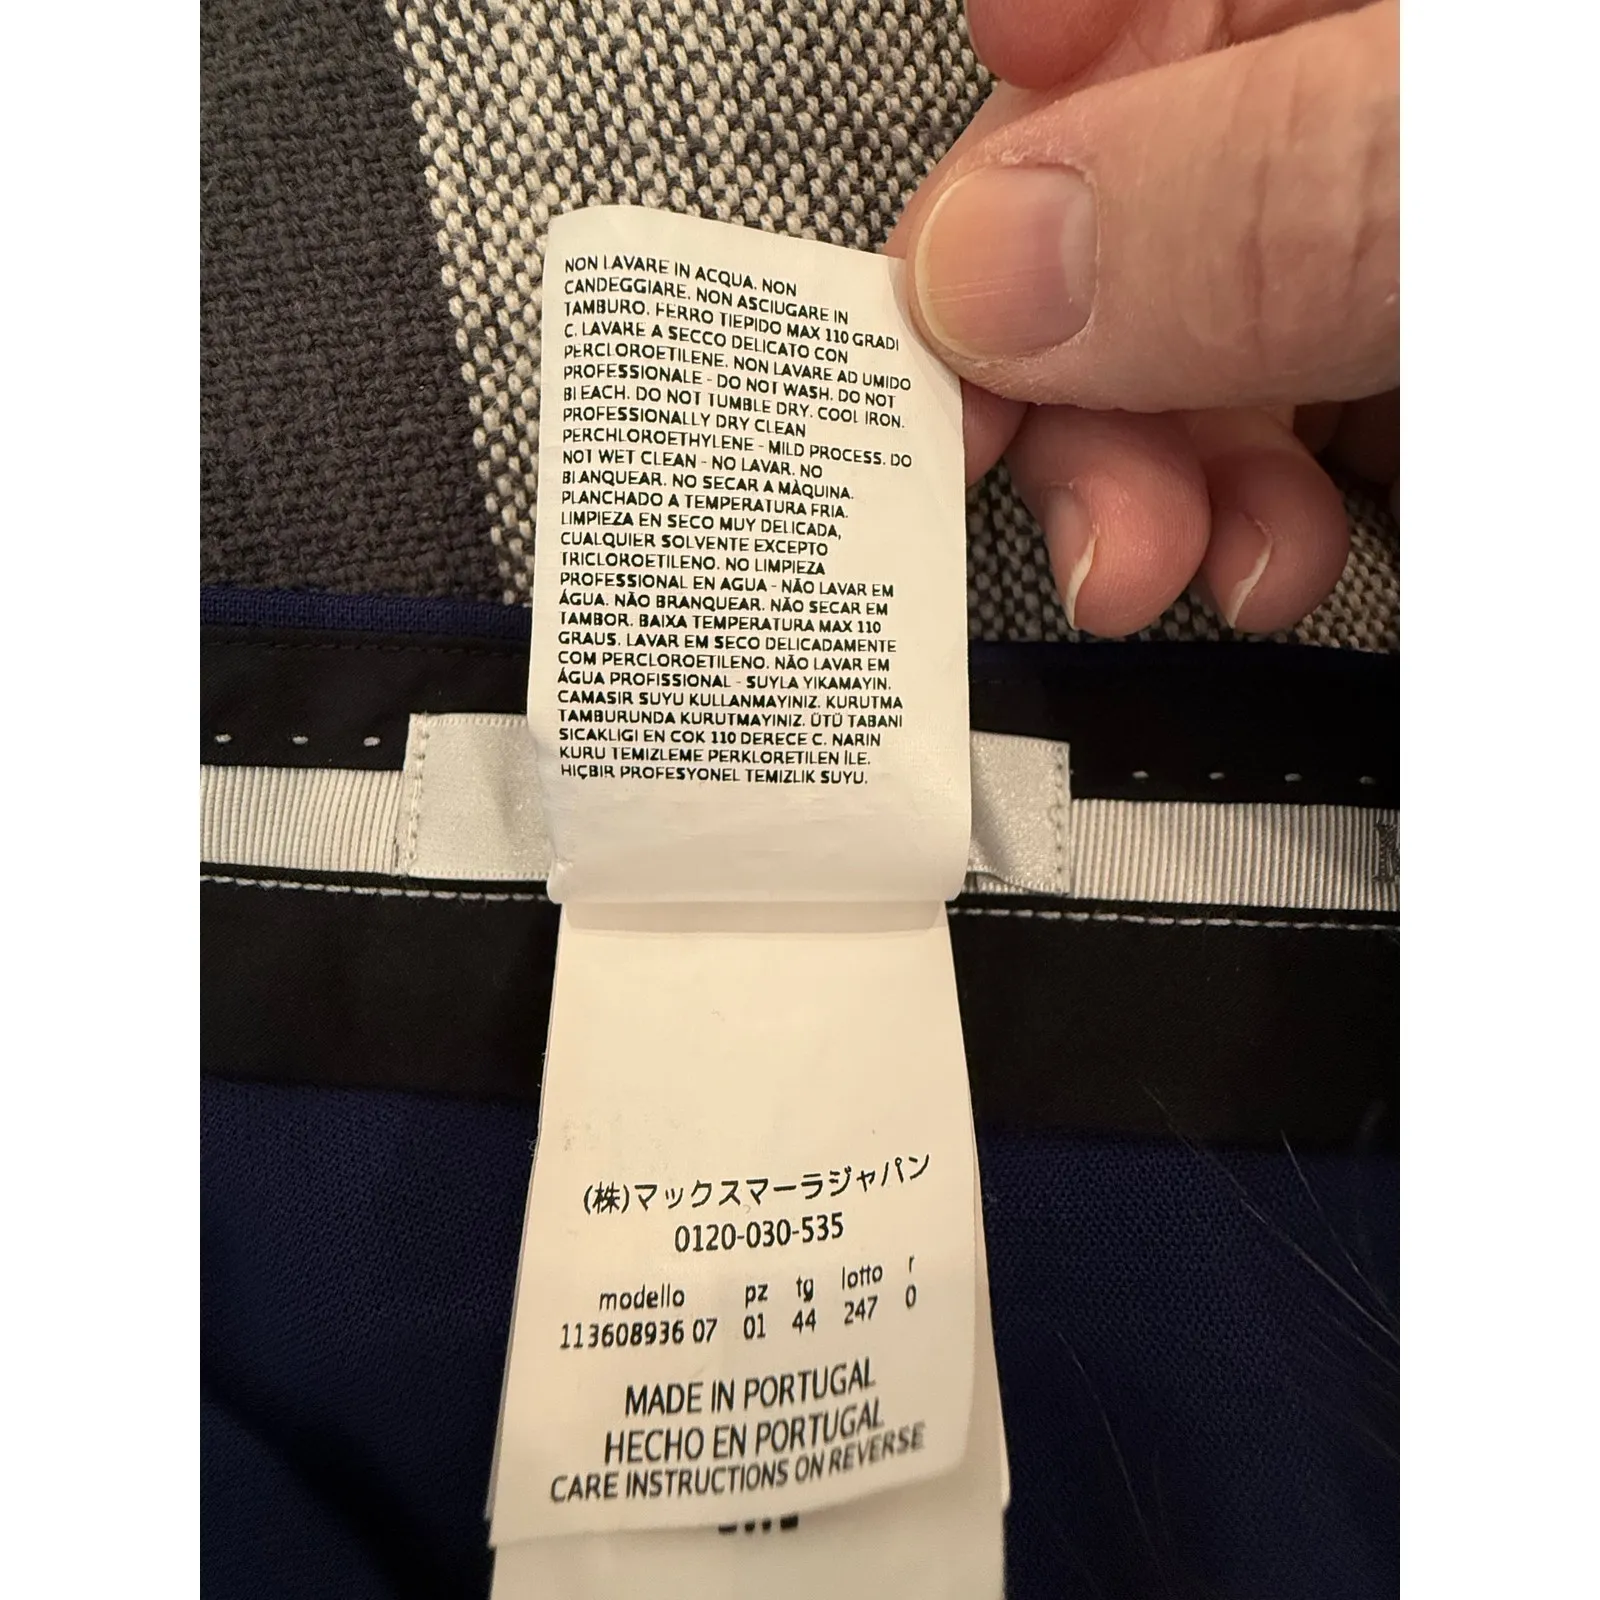 NON LAVARE IN ACQUA. NON
CANDEGGIARE. NON ASCIUGARE IN
TAMBURO. FERRO TIEPIDO MAX 110 GRADI
C. LAVARE A SECCO DELICATO CON
PERCLOROETILENE. NON LAVARE AD UMIDO
PROFESSIONALE - DO NOT WASH. DO NOT
BLEACH. DO NOT TUMBLE DRY. COOL IRON.
PROFESSIONALLY DRY CLEAN
PERCHLOROETHYLENE - MILD PROCESS. DO
NOT WET CLEAN - NO LAVAR. NO
BLANQUEAR. NO SECAR A MÀQUINA.
PLANCHADO A TEMPERATURA FRIA.
LIMPIEZA EN SECO MUY DELICADA,
CUALQUIER SOLVENTE EXCEPTO
TRICLOROETILENO. NO LIMPIEZA
PROFESSIONAL EN AGUA - NÃO LAVAR EM
ÁGUA. NÃO BRANQUEAR. NÃO SECAR EM
TAMBOR. BAIXA TEMPERATURA MAX 110
GRAUS. LAVAR EM SECO DELICADAMENTE
COM PERCLOROETILENO. NÃO LAVAR EM
ÁGUA PROFISSIONAL - SUYLA YIKAMAYIN.
CAMASIR SUYU KULLANMAYINIZ. KURUTMA
TAMBURUNDA KURUTMAYINIZ. ÜTÜ TABANI
SICAKLIGI EN COK 110 DERECE C. NARIN
KURU TEMIZLEME PERKLORETILEN İLE.
HIÇBIR PROFESYONEL TEMIZLIK SUYU.
(株)マックスマーラジャパン
0120-030-535
modello pz tg lotto r
113608936 07 01 44 247 0
MADE IN PORTUGAL
HECHO EN PORTUGAL
CARE INSTRUCTIONS ON REVERSE